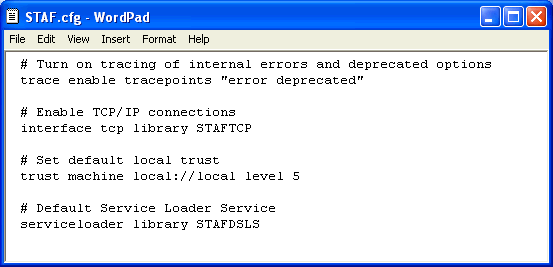 STAF.cfg - WordPad
File Edit View Insert Format Help
# Turn on tracing of internal errors and deprecated options
trace enable tracepoints "error deprecated"
# Enable TCP/IP connections
interface tcp library STAFTCP
# Set default local trust
trust machine local://local level 5
# Default Service Loader Service
serviceloader library STAFDSLS